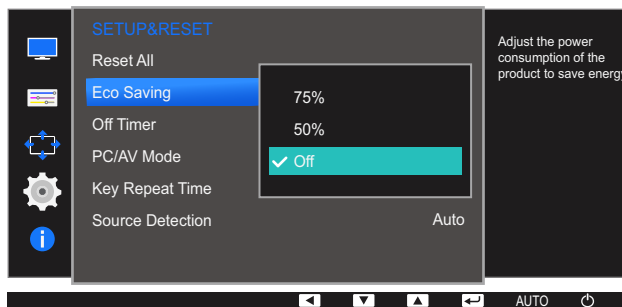 SETUP&RESET
Reset All
Eco Saving
Off Timer
PC/AV Mode
Key Repeat Time
Source Detection
Auto
75%
50%
Off
Adjust the power
consumption of the
product to save energy
AUTO